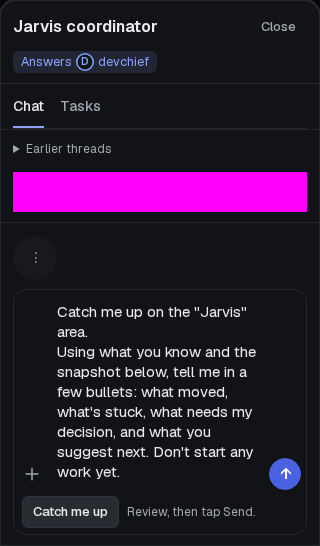 Jarvis coordinator
Close
Answers D devchief
Chat
Tasks
Earlier threads
Catch me up on the "Jarvis"
area.
Using what you know and the
snapshot below, tell me in a
few bullets: what moved,
what's stuck, what needs my
decision, and what you
suggest next. Don't start any
work yet.
Catch me up
Review, then tap Send.